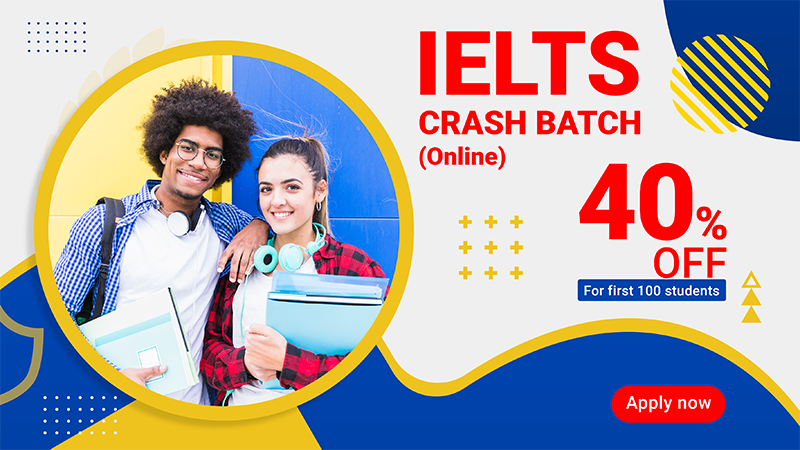 IELTS
CRASH BATCH
(Online)
40%
OFF
For first 100 students
Apply now